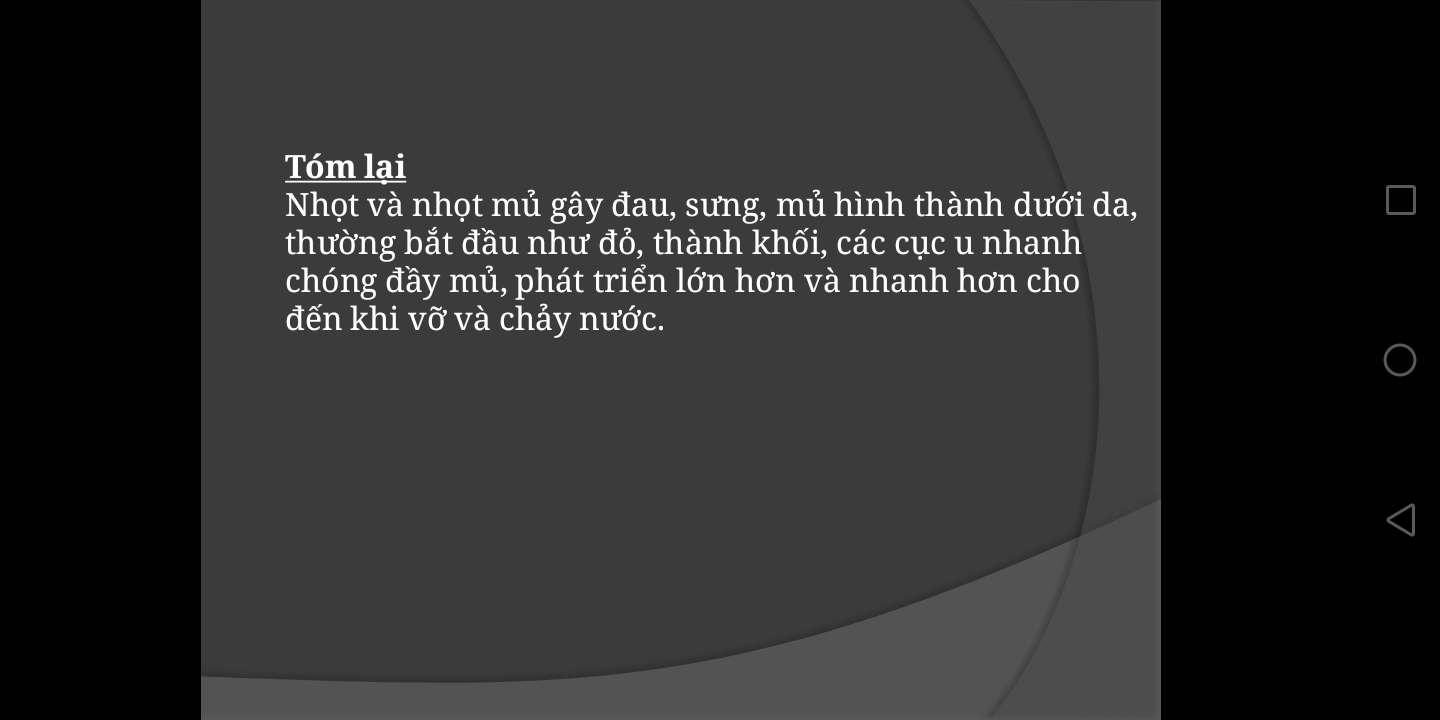 Tóm lại
Nhọt và nhọt mủ gây đau, sưng, mủ hình thành dưới da,
thường bắt đầu như đỏ, thành khối, các cục u nhanh
chóng đầy mủ, phát triển lớn hơn và nhanh hơn cho
đến khi vỡ và chảy nước.